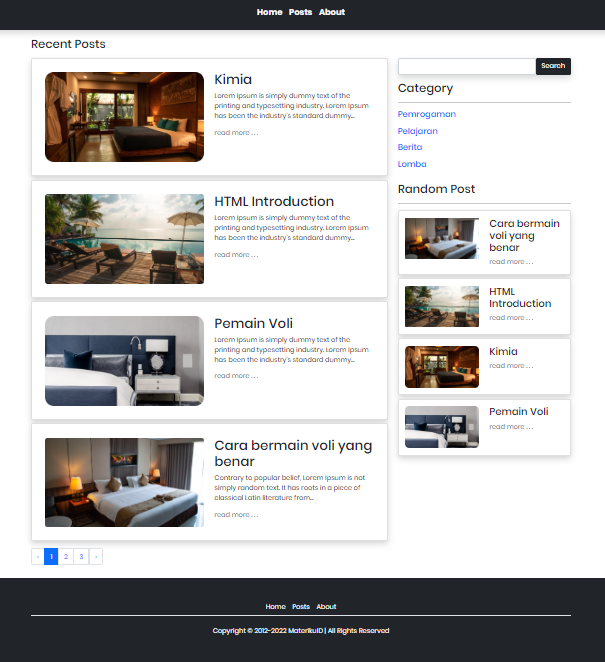 Home Posts About
Recent Posts
Kimia
Lorem Ipsum is simply dummy text of the
printing and typesetting industry. Lorem Ipsum
has been the industry's standard dummy...
read more . . .
HTML Introduction
Lorem Ipsum is simply dummy text of the
printing and typesetting industry. Lorem Ipsum
has been the industry's standard dummy...
read more . . .
Pemain Voli
Lorem Ipsum is simply dummy text of the
printing and typesetting industry. Lorem Ipsum
has been the industry's standard dummy...
read more . . .
Cara bermain voli yang
benar
Contrary to popular belief, Lorem Ipsum is not
simply random text. It has roots in a piece of
classical Latin literature from...
read more . . .
‹ 1 2 3 ›
Search
Category
Pemrogaman
Pelajaran
Berita
Lomba
Random Post
Cara bermain
voli yang
benar
read more . . .
HTML
Introduction
read more . . .
Kimia
read more . . .
Pemain Voli
read more . . .
Home Posts About
Copyright © 2012-2022 MaterikuID | All Rights Reserved